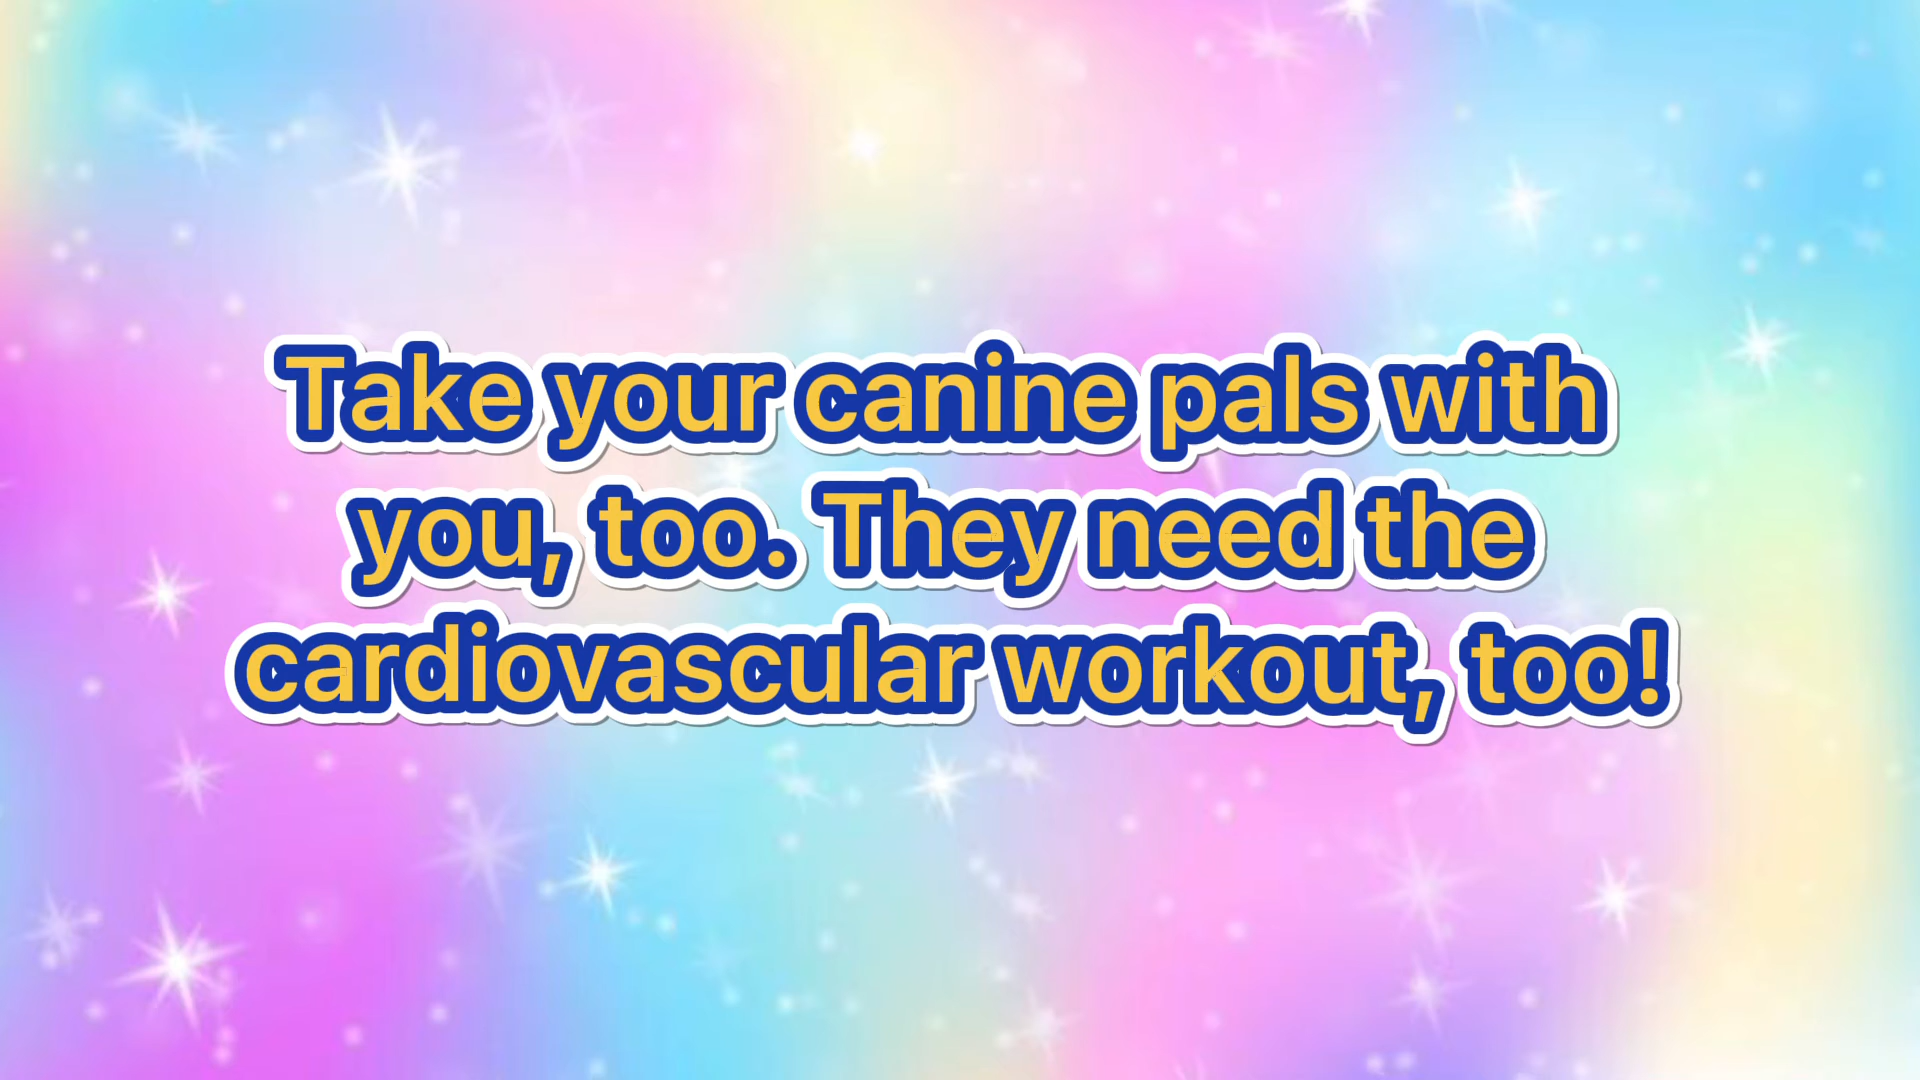 Take your canine pals with
you, too. They need the
cardiovascular workout, too!